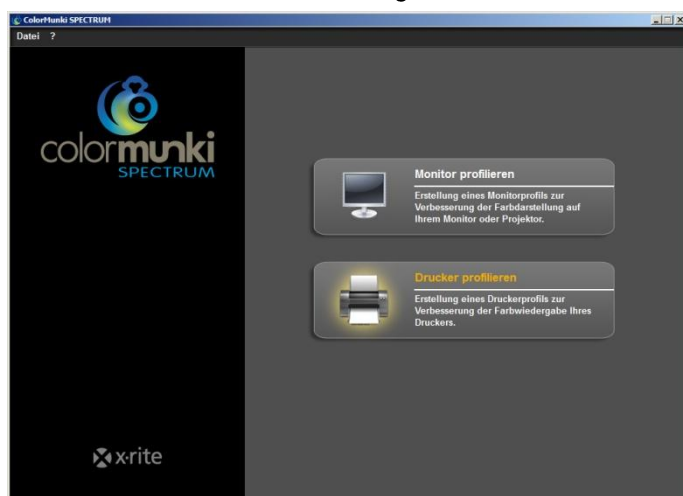 ColorMunki SPECTRUM
Datei ?
colormunki
SPECTRUM
Monitor profilieren
Erstellung eines Monitorprofils zur
Verbesserung der Farbdarstellung auf
Ihrem Monitor oder Projektor.
Drucker profilieren
Erstellung eines Druckerprofils zur
Verbesserung der Farbwiedergabe Ihres
Druckers.
x·rite